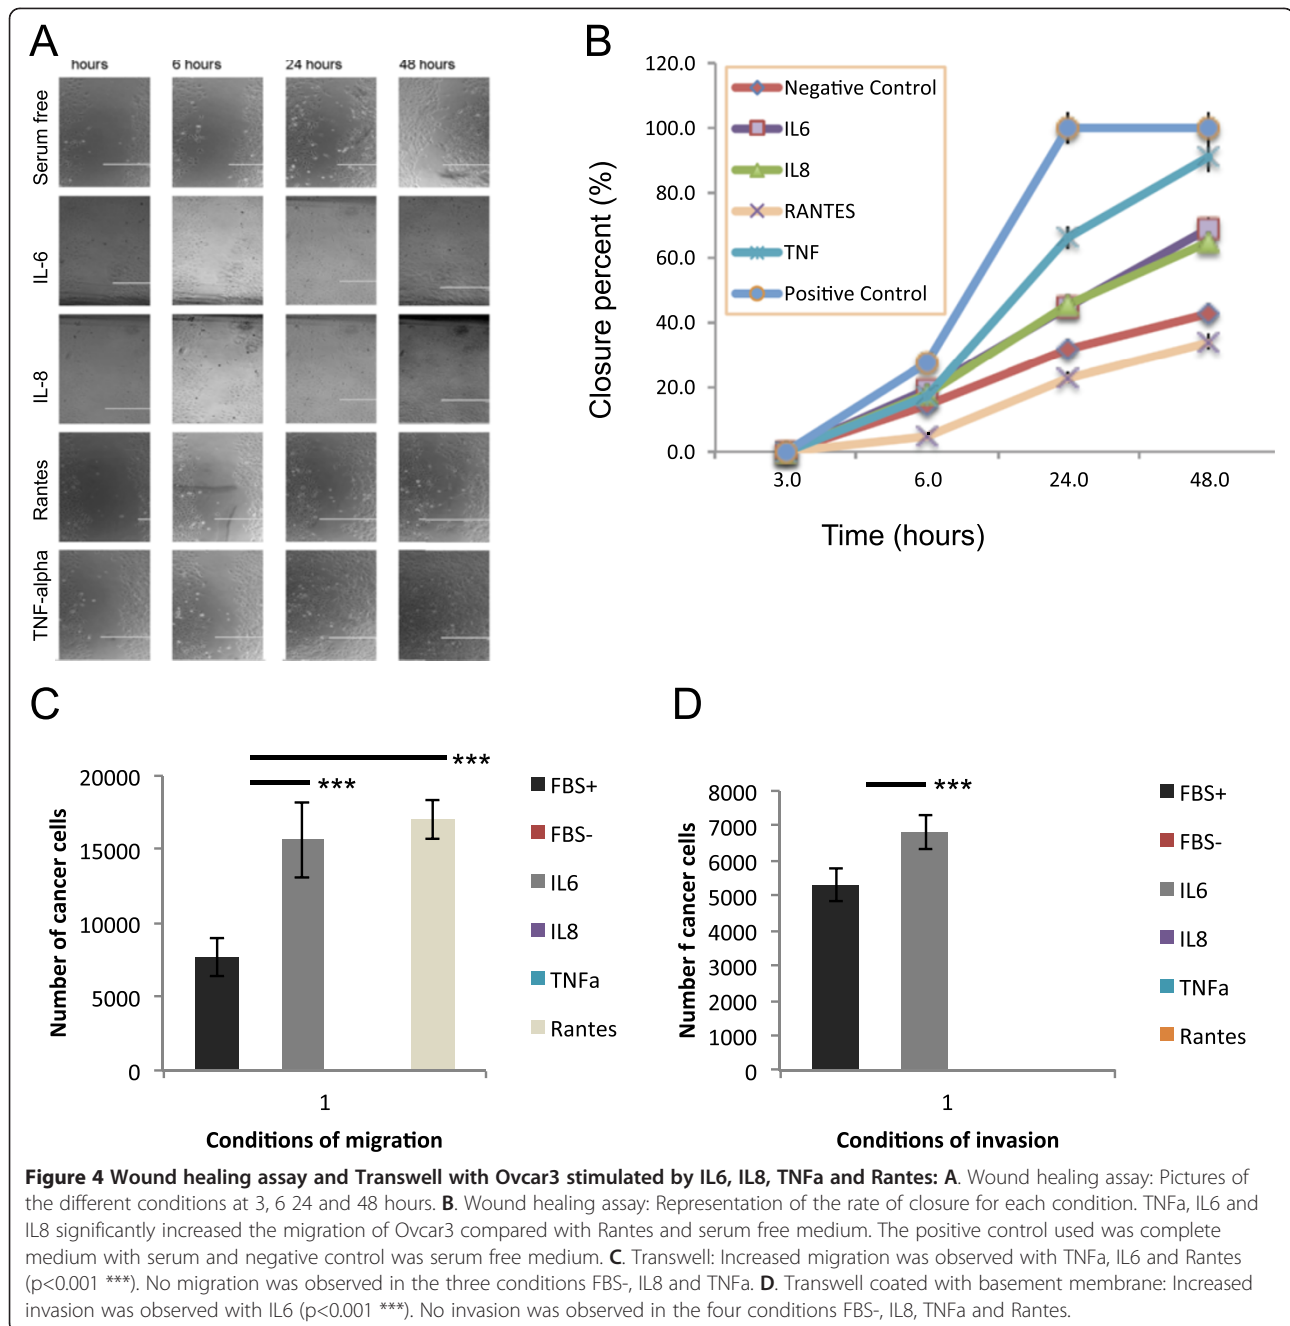 A
hours 6 hours 24 hours 48 hours
Serum free
IL-6
IL-8
Rantes
TNF-alpha
B
120.0
100.0
80.0
60.0
40.0
20.0
0.0
Closure percent (%)
Negative Control
IL6
IL8
RANTES
TNF
Positive Control
3.0 6.0 24.0 48.0
Time (hours)
C
20000
15000
10000
5000
0
Number of cancer cells
***
***
FBS+
FBS-
IL6
IL8
TNFa
Rantes
1
Conditions of migration
D
8000
7000
6000
5000
4000
3000
2000
1000
0
Number f cancer cells
***
FBS+
FBS-
IL6
IL8
TNFa
Rantes
1
Conditions of invasion
Figure 4 Wound healing assay and Transwell with Ovcar3 stimulated by IL6, IL8, TNFa and Rantes: A. Wound healing assay: Pictures of
the different conditions at 3, 6 24 and 48 hours. B. Wound healing assay: Representation of the rate of closure for each condition. TNFa, IL6 and
IL8 significantly increased the migration of Ovcar3 compared with Rantes and serum free medium. The positive control used was complete
medium with serum and negative control was serum free medium. C. Transwell: Increased migration was observed with TNFa, IL6 and Rantes
(p<0.001 ***). No migration was observed in the three conditions FBS-, IL8 and TNFa. D. Transwell coated with basement membrane: Increased
invasion was observed with IL6 (p<0.001 ***). No invasion was observed in the four conditions FBS-, IL8, TNFa and Rantes.